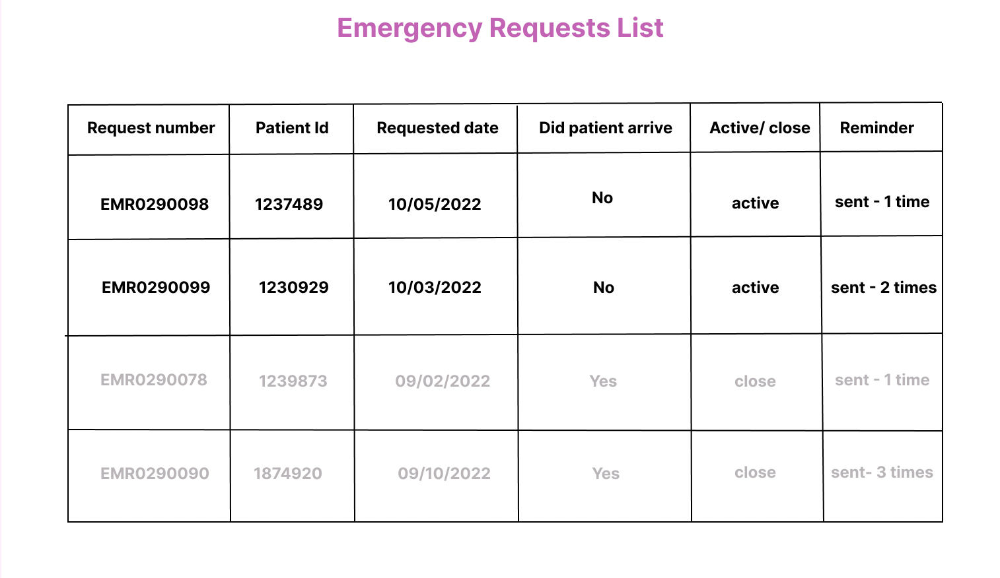 Emergency Requests List
Request number Patient Id Requested date Did patient arrive Active/ close Reminder
EMR0290098 1237489 10/05/2022 No active sent - 1 time
EMR0290099 1230929 10/03/2022 No active sent - 2 times
EMR0290078 1239873 09/02/2022 Yes close sent - 1 time
EMR0290090 1874920 09/10/2022 Yes close sent- 3 times